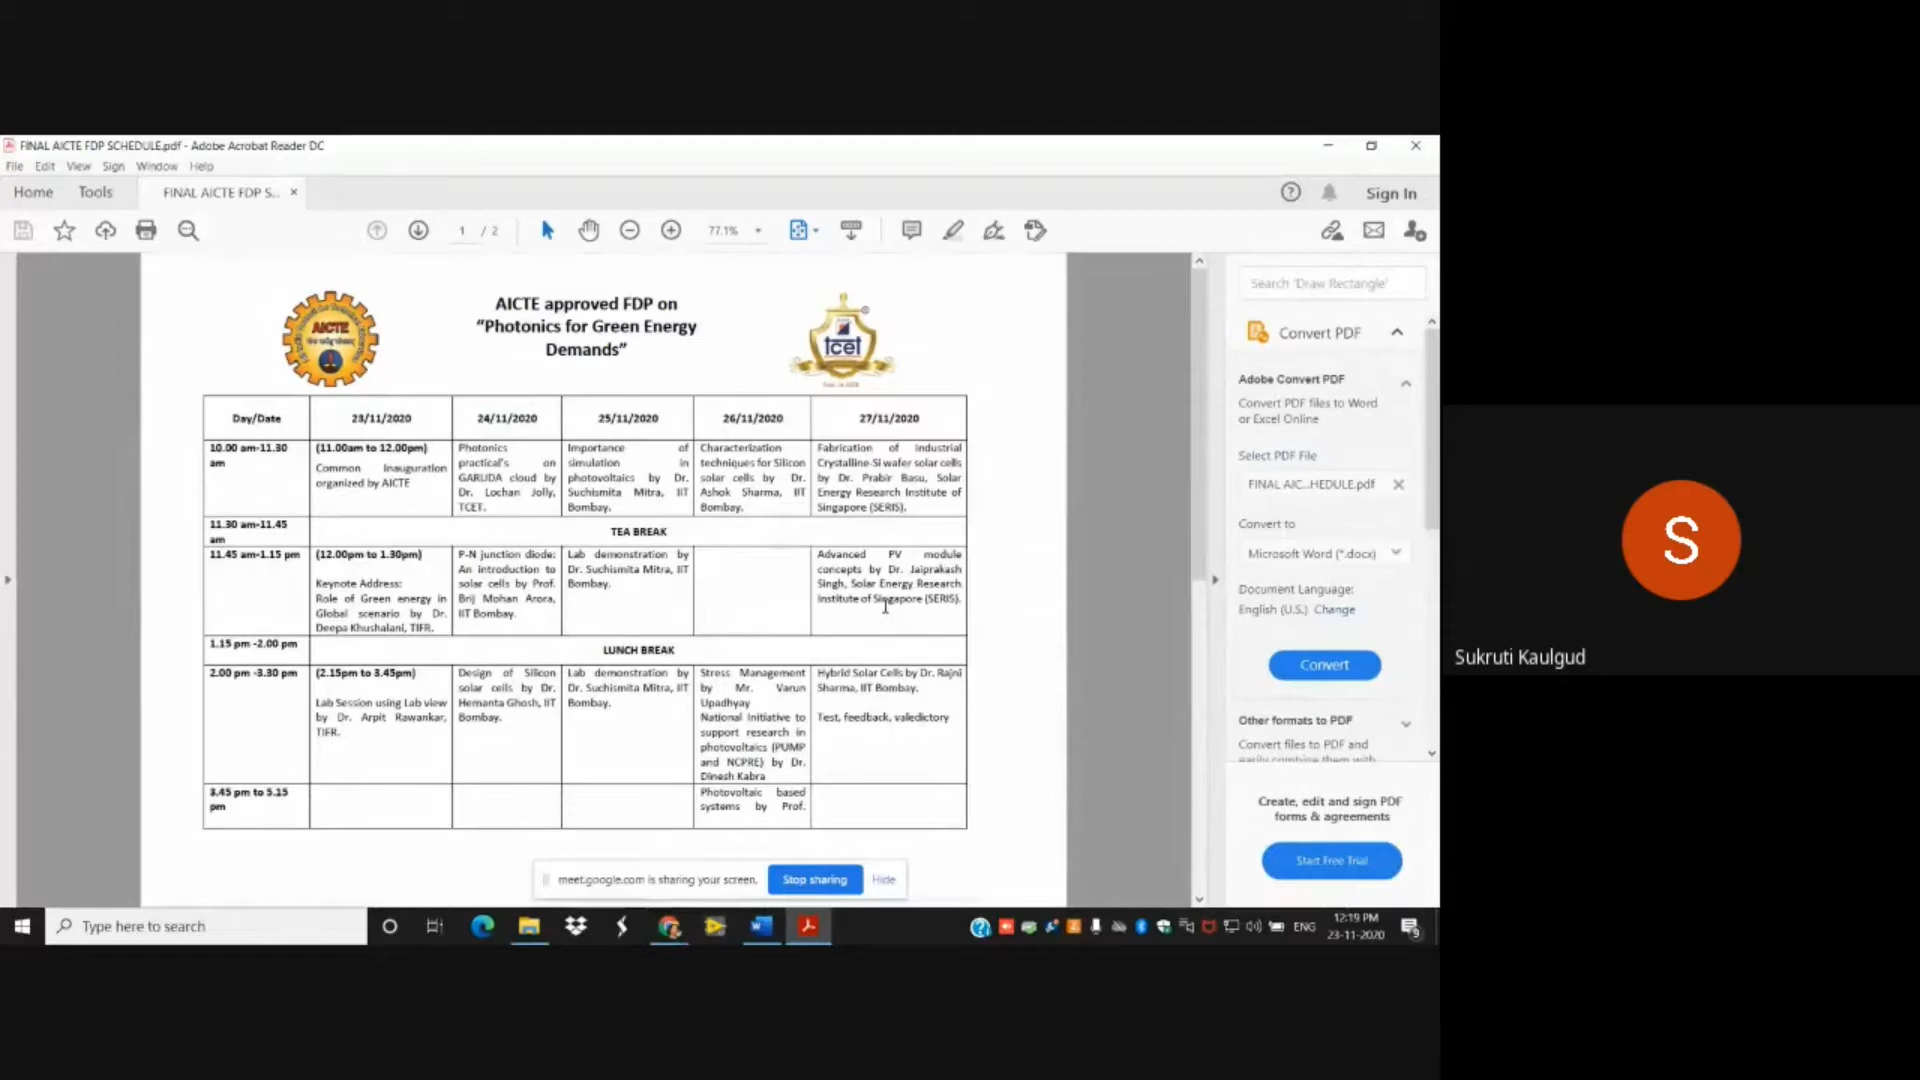 FINAL AICTE FDP SCHEDULE.pdf - Adobe Acrobat Reader DC
File Edit View Sign Window Help
Home Tools FINAL AICTE FDP S... ×
Sign In
1 / 2 77.1%
AICTE approved FDP on
“Photonics for Green Energy
Demands”
AICTE
tcet
Day/Date 23/11/2020 24/11/2020 25/11/2020 26/11/2020 27/11/2020
10.00 am-11.30
am
(11.00am to 12.00pm)
Common Inauguration
organized by AICTE
Photonics
practical's on
GARUDA cloud by
Dr. Lochan Jolly,
TCET.
Importance of
simulation in
photovoltaics by Dr.
Suchismita Mitra, IIT
Bombay.
Characterization
techniques for Silicon
solar cells by Dr.
Ashok Sharma, IIT
Bombay.
Fabrication of Industrial
Crystalline-Si wafer solar cells
by Dr. Prabir Basu, Solar
Energy Research Institute of
Singapore (SERIS).
11.30 am-11.45
am
TEA BREAK
11.45 am-1.15 pm
(12.00pm to 1.30pm)
Keynote Address:
Role of Green energy in
Global scenario by Dr.
Deepa Khushalani, TIFR.
P-N junction diode:
An introduction to
solar cells by Prof.
Brij Mohan Arora,
IIT Bombay.
Lab demonstration by
Dr. Suchismita Mitra, IIT
Bombay.
Advanced PV module
concepts by Dr. Jaiprakash
Singh, Solar Energy Research
Institute of Singapore (SERIS).
1.15 pm -2.00 pm
LUNCH BREAK
2.00 pm -3.30 pm
(2.15pm to 3.45pm)
Lab Session using Lab view
by Dr. Arpit Rawankar,
TIFR.
Design of Silicon
solar cells by Dr.
Hemanta Ghosh, IIT
Bombay.
Lab demonstration by
Dr. Suchismita Mitra, IIT
Bombay.
Stress Management
by Mr. Varun
Upadhyay
National Initiative to
support research in
photovoltaics (PUMP
and NCPRE) by Dr.
Dinesh Kabra
Hybrid Solar Cells by Dr. Rajni
Sharma, IIT Bombay.
Test, feedback, valedictory
3.45 pm to 5.15
pm
Photovoltaic based
systems by Prof.
Search 'Draw Rectangle'
Convert PDF
Adobe Convert PDF
Convert PDF files to Word
or Excel Online
Select PDF File
FINAL AIC...HEDULE.pdf
Convert to
Microsoft Word (*.docx)
Document Language:
English (U.S.) Change
Convert
Other formats to PDF
Convert files to PDF and
easily combine them with
Create, edit and sign PDF
forms & agreements
Start Free Trial
meet.google.com is sharing your screen. Stop sharing Hide
Type here to search
ENG
12:19 PM
23-11-2020
9
S
Sukruti Kaulgud